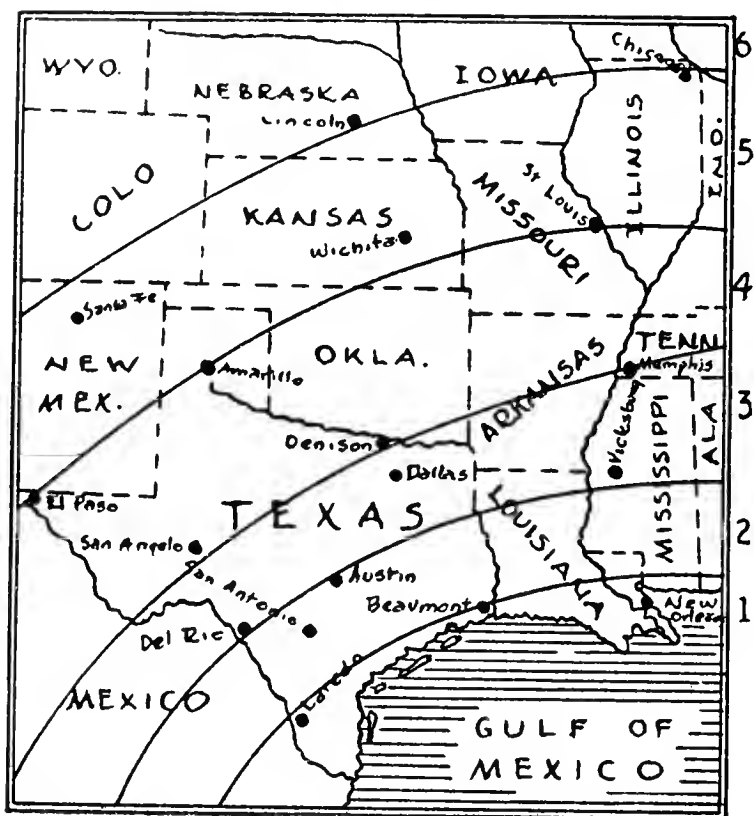 6
Chicago
WYO.
IOWA
NEBRASKA
Lincoln
5
ILLINOIS
IND.
COLO
St Louis
MISSOURI
KANSAS
Wichita
4
Santa Fe
NEW
MEX.
Amarillo
OKLA.
TENN
Memphis
ARKANSAS
3
Denison
Dallas
Vicksburg
MISSISSIPPI
ALA
El Paso
TEXAS
LOUISIANA
2
San Angelo
San Antonio
Austin
Beaumont
New
Orleans
1
Del Rio
MEXICO
Laredo
GULF OF
MEXICO